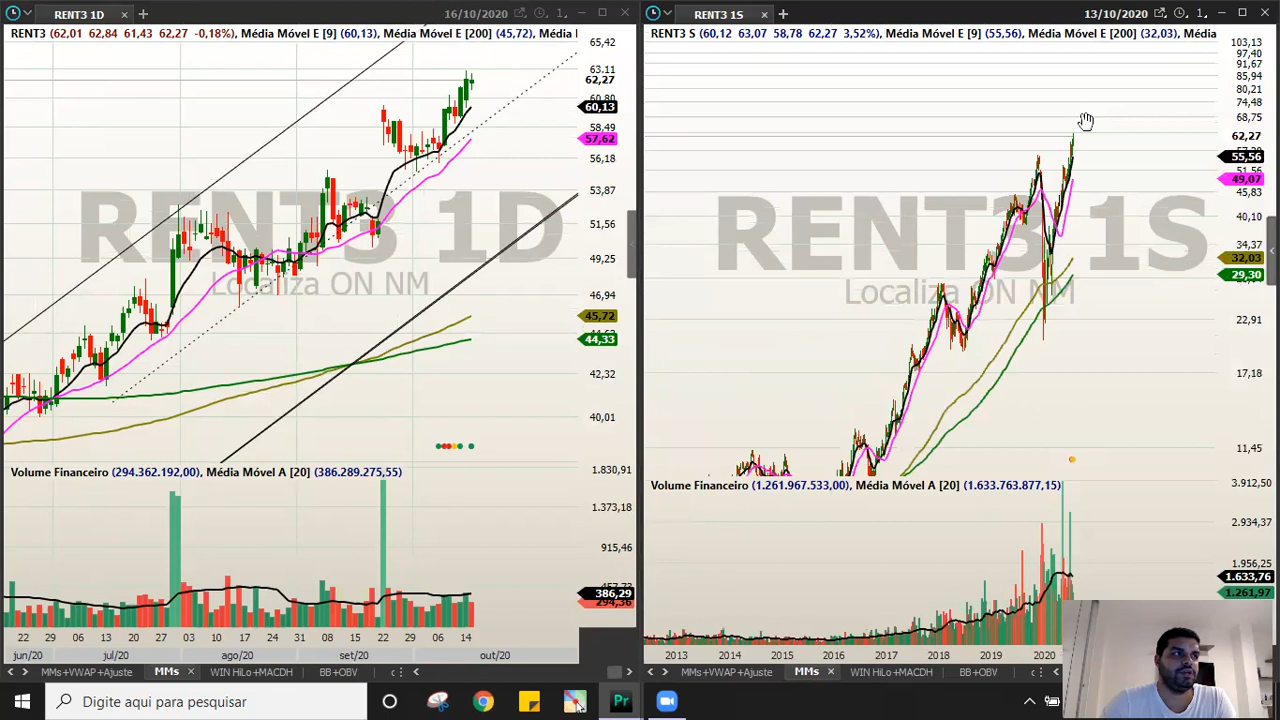 RENT3 1D
16/10/2020
1
RENT3 (62,01 62,84 61,43 62,27 -0,18%), Média Móvel E [9] (60,13), Média Móvel E [200] (45,72), Média
RENT3 1D
Localiza ON NM
65,42
63,11
62,27
60,80
60,13
58,49
57,62
56,18
53,87
51,56
49,25
46,94
45,72
44,33
42,32
40,01
Volume Financeiro (294.362.192,00), Média Móvel A [20] (386.289.275,55)
1.830,91
1.373,18
915,46
457,73
386,29
294,36
22 29 06 13 20 27 03 10 17 24 31 08 15 22 29 06 14
jun/20 jul/20 ago/20 set/20 out/20
MMs+VWAP+Ajuste MMs WIN HiLo+MACDH BB+OBV
RENT3 1S
13/10/2020
1
RENT3 S (60,12 63,07 58,78 62,27 3,52%), Média Móvel E [9] (55,56), Média Móvel E [200] (32,03), Média
RENT3 1S
Localiza ON NM
103,13
97,40
91,67
85,94
80,21
74,48
68,75
62,27
55,56
51,56
49,07
45,83
40,10
34,37
32,03
29,30
22,91
17,18
11,45
Volume Financeiro (1.261.967.533,00), Média Móvel A [20] (1.633.763.877,15)
3.912,50
2.934,37
1.956,25
1.633,76
1.261,97
2013 2014 2015 2016 2017 2018 2019 2020
MMs+VWAP+Ajuste MMs WIN HiLo+MACDH BB+OBV
Digite aqui para pesquisar
Pr